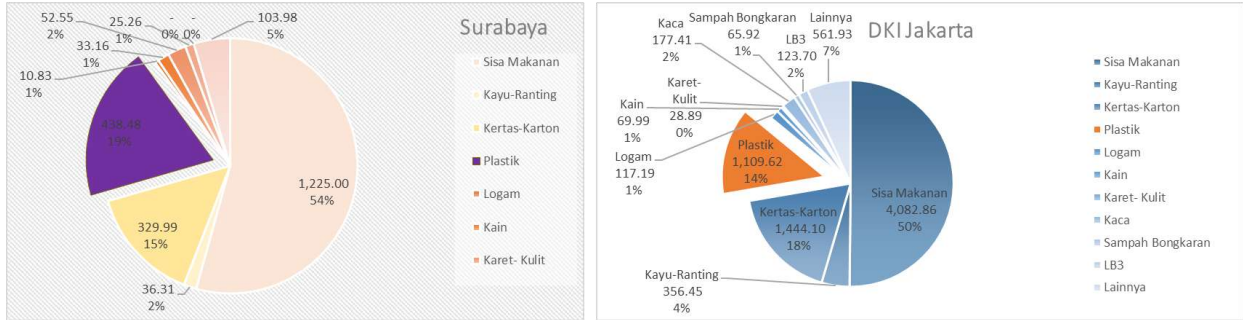 Surabaya
52.55
2%
25.26
1%
-
0%
-
0%
103.98
5%
33.16
1%
10.83
1%
438.48
19%
329.99
15%
36.31
2%
1,225.00
54%
Sisa Makanan
Kayu-Ranting
Kertas-Karton
Plastik
Logam
Kain
Karet- Kulit
DKI Jakarta
Kaca
177.41
2%
Sampah Bongkaran
65.92
1%
LB3
123.70
2%
Lainnya
561.93
7%
Karet-
Kulit
28.89
0%
Kain
69.99
1%
Logam
117.19
1%
Plastik
1,109.62
14%
Kertas-Karton
1,444.10
18%
Kayu-Ranting
356.45
4%
Sisa Makanan
4,082.86
50%
Sisa Makanan
Kayu-Ranting
Kertas-Karton
Plastik
Logam
Kain
Karet- Kulit
Kaca
Sampah Bongkaran
LB3
Lainnya